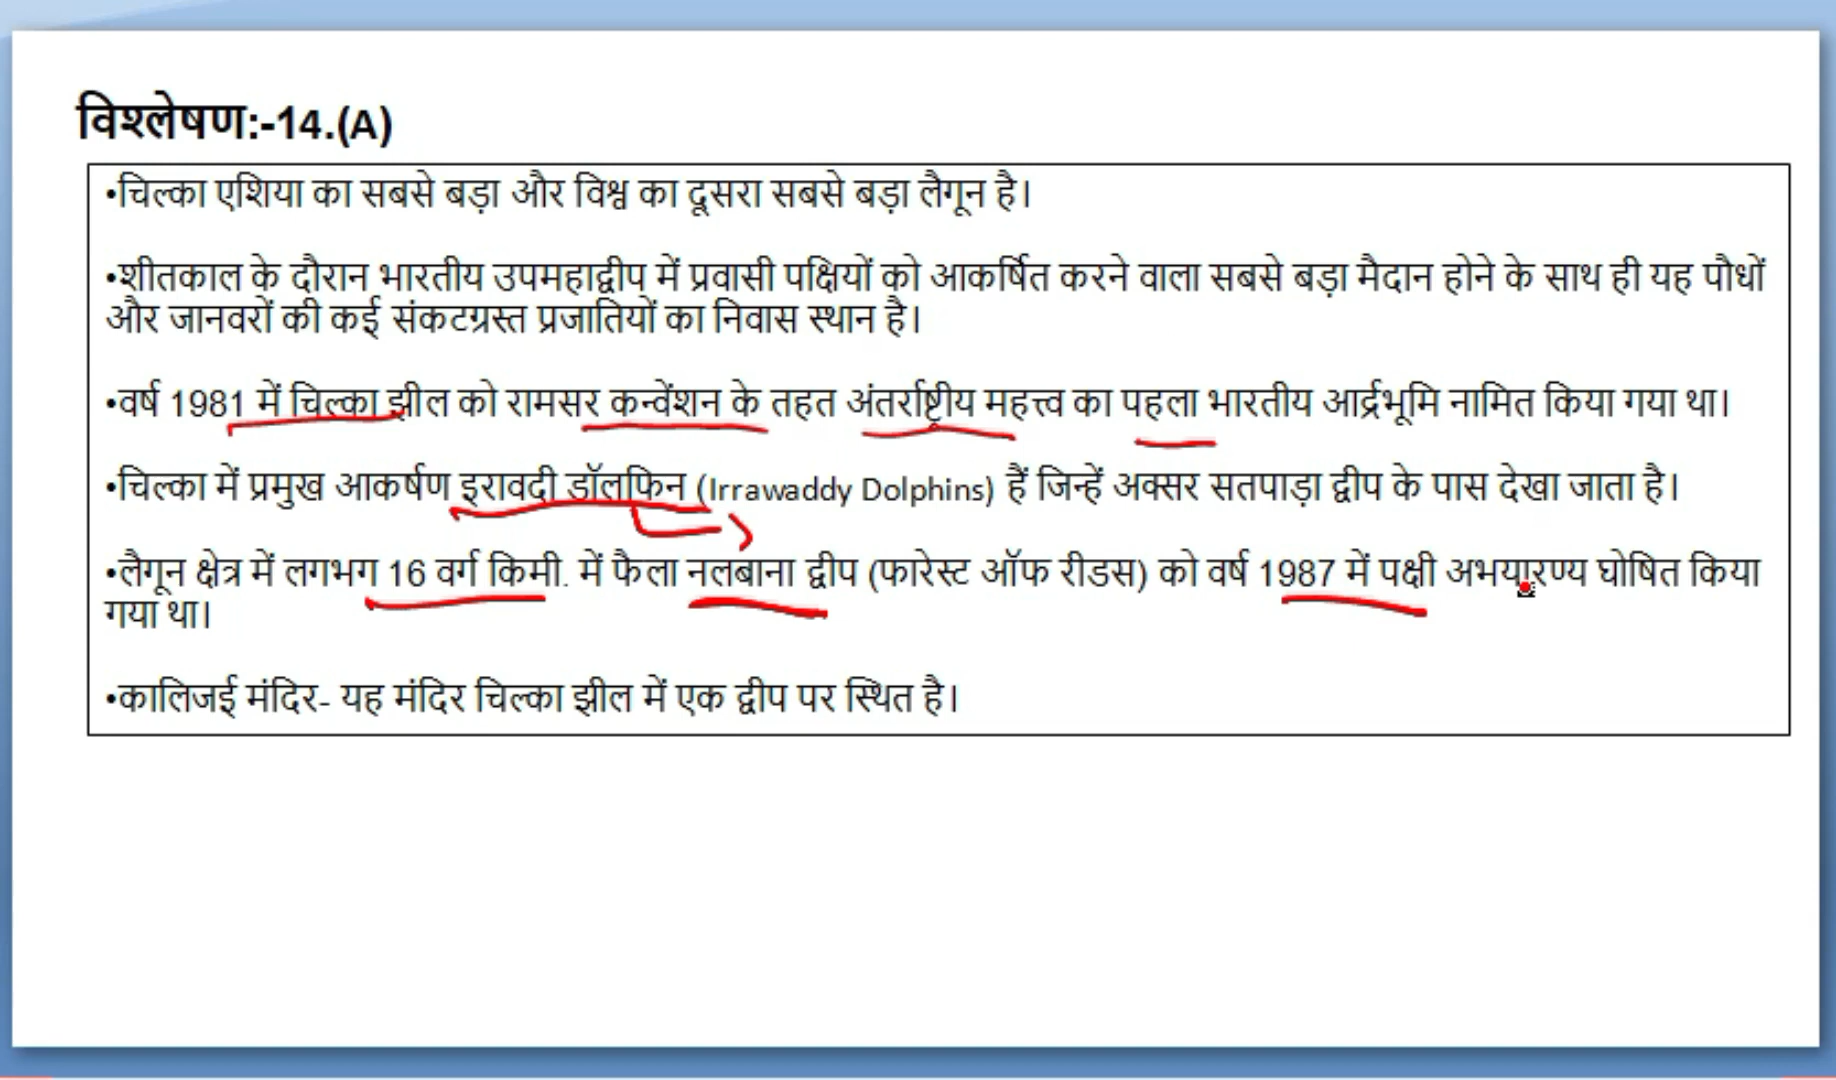 विश्लेषण:-14.(A)
•चिल्का एशिया का सबसे बड़ा और विश्व का दूसरा सबसे बड़ा लैगून है।
•शीतकाल के दौरान भारतीय उपमहाद्वीप में प्रवासी पक्षियों को आकर्षित करने वाला सबसे बड़ा मैदान होने के साथ ही यह पौधों
और जानवरों की कई संकटग्रस्त प्रजातियों का निवास स्थान है।
•वर्ष 1981 में चिल्का झील को रामसर कन्वेंशन के तहत अंतर्राष्ट्रीय महत्त्व का पहला भारतीय आर्द्रभूमि नामित किया गया था।
•चिल्का में प्रमुख आकर्षण इरावदी डॉलफिन (Irrawaddy Dolphins) हैं जिन्हें अक्सर सतपाड़ा द्वीप के पास देखा जाता है।
•लैगून क्षेत्र में लगभग 16 वर्ग किमी. में फैला नलबाना द्वीप (फारेस्ट ऑफ रीडस) को वर्ष 1987 में पक्षी अभयारण्य घोषित किया
गया था।
•कालिजई मंदिर- यह मंदिर चिल्का झील में एक द्वीप पर स्थित है।